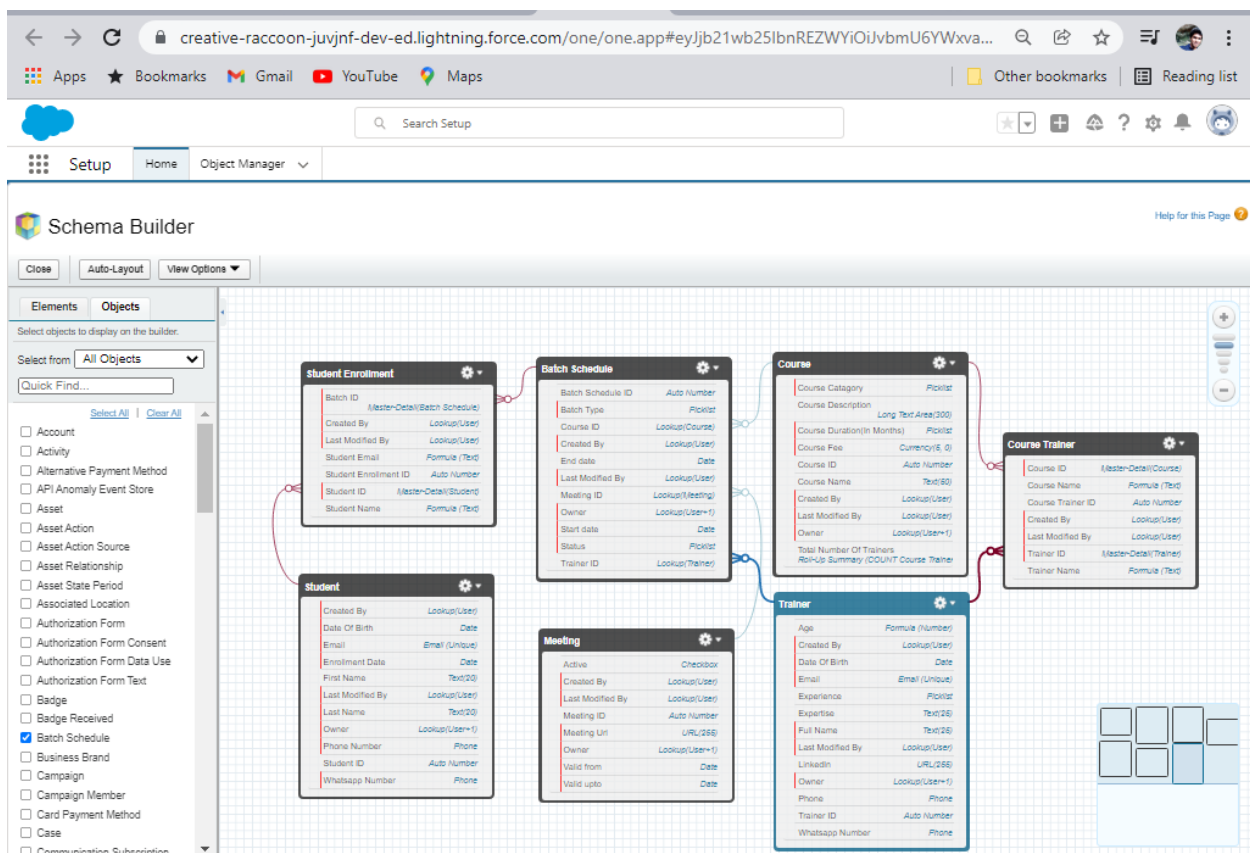 creative-raccoon-juvjnf-dev-ed.lightning.force.com/one/one.app#eyJjb21wb25lbnREZWYiOiJvbmU6YWxva...
Apps Bookmarks Gmail YouTube Maps Other bookmarks Reading list
Search Setup
Setup Home Object Manager
Schema Builder
Help for this Page
Close Auto-Layout View Options
Elements Objects
Select objects to display on the builder.
Select from All Objects
Quick Find...
Select All | Clear All
Account
Activity
Alternative Payment Method
API Anomaly Event Store
Asset
Asset Action
Asset Action Source
Asset Relationship
Asset State Period
Associated Location
Authorization Form
Authorization Form Consent
Authorization Form Data Use
Authorization Form Text
Badge
Badge Received
Batch Schedule
Business Brand
Campaign
Campaign Member
Card Payment Method
Case
Communication Subscription
Student Enrollment
Batch ID
Master-Detail(Batch Schedule)
Created By Lookup(User)
Last Modified By Lookup(User)
Student Email Formula (Text)
Student Enrollment ID Auto Number
Student ID Master-Detail(Student)
Student Name Formula (Text)
Student
Created By Lookup(User)
Date Of Birth Date
Email Email (Unique)
Enrollment Date Date
First Name Text(20)
Last Modified By Lookup(User)
Last Name Text(20)
Owner Lookup(User+1)
Phone Number Phone
Student ID Auto Number
Whatsapp Number Phone
Batch Schedule
Batch Schedule ID Auto Number
Batch Type Picklist
Course ID Lookup(Course)
Created By Lookup(User)
End date Date
Last Modified By Lookup(User)
Meeting ID Lookup(Meeting)
Owner Lookup(User+1)
Start date Date
Status Picklist
Trainer ID Lookup(Trainer)
Meeting
Active Checkbox
Created By Lookup(User)
Last Modified By Lookup(User)
Meeting ID Auto Number
Meeting Url URL(255)
Owner Lookup(User+1)
Valid from Date
Valid upto Date
Course
Course Catagory Picklist
Course Description
Long Text Area(300)
Course Duration(In Months) Picklist
Course Fee Currency(6, 0)
Course ID Auto Number
Course Name Text(60)
Created By Lookup(User)
Last Modified By Lookup(User)
Owner Lookup(User+1)
Total Number Of Trainers
Roll-Up Summary (COUNT Course Trainer
Trainer
Age Formula (Number)
Created By Lookup(User)
Date Of Birth Date
Email Email (Unique)
Experience Picklist
Expertise Text(25)
Full Name Text(25)
Last Modified By Lookup(User)
LinkedIn URL(255)
Owner Lookup(User+1)
Phone Phone
Trainer ID Auto Number
Whatsapp Number Phone
Course Trainer
Course ID Master-Detail(Course)
Course Name Formula (Text)
Course Trainer ID Auto Number
Created By Lookup(User)
Last Modified By Lookup(User)
Trainer ID Master-Detail(Trainer)
Trainer Name Formula (Text)